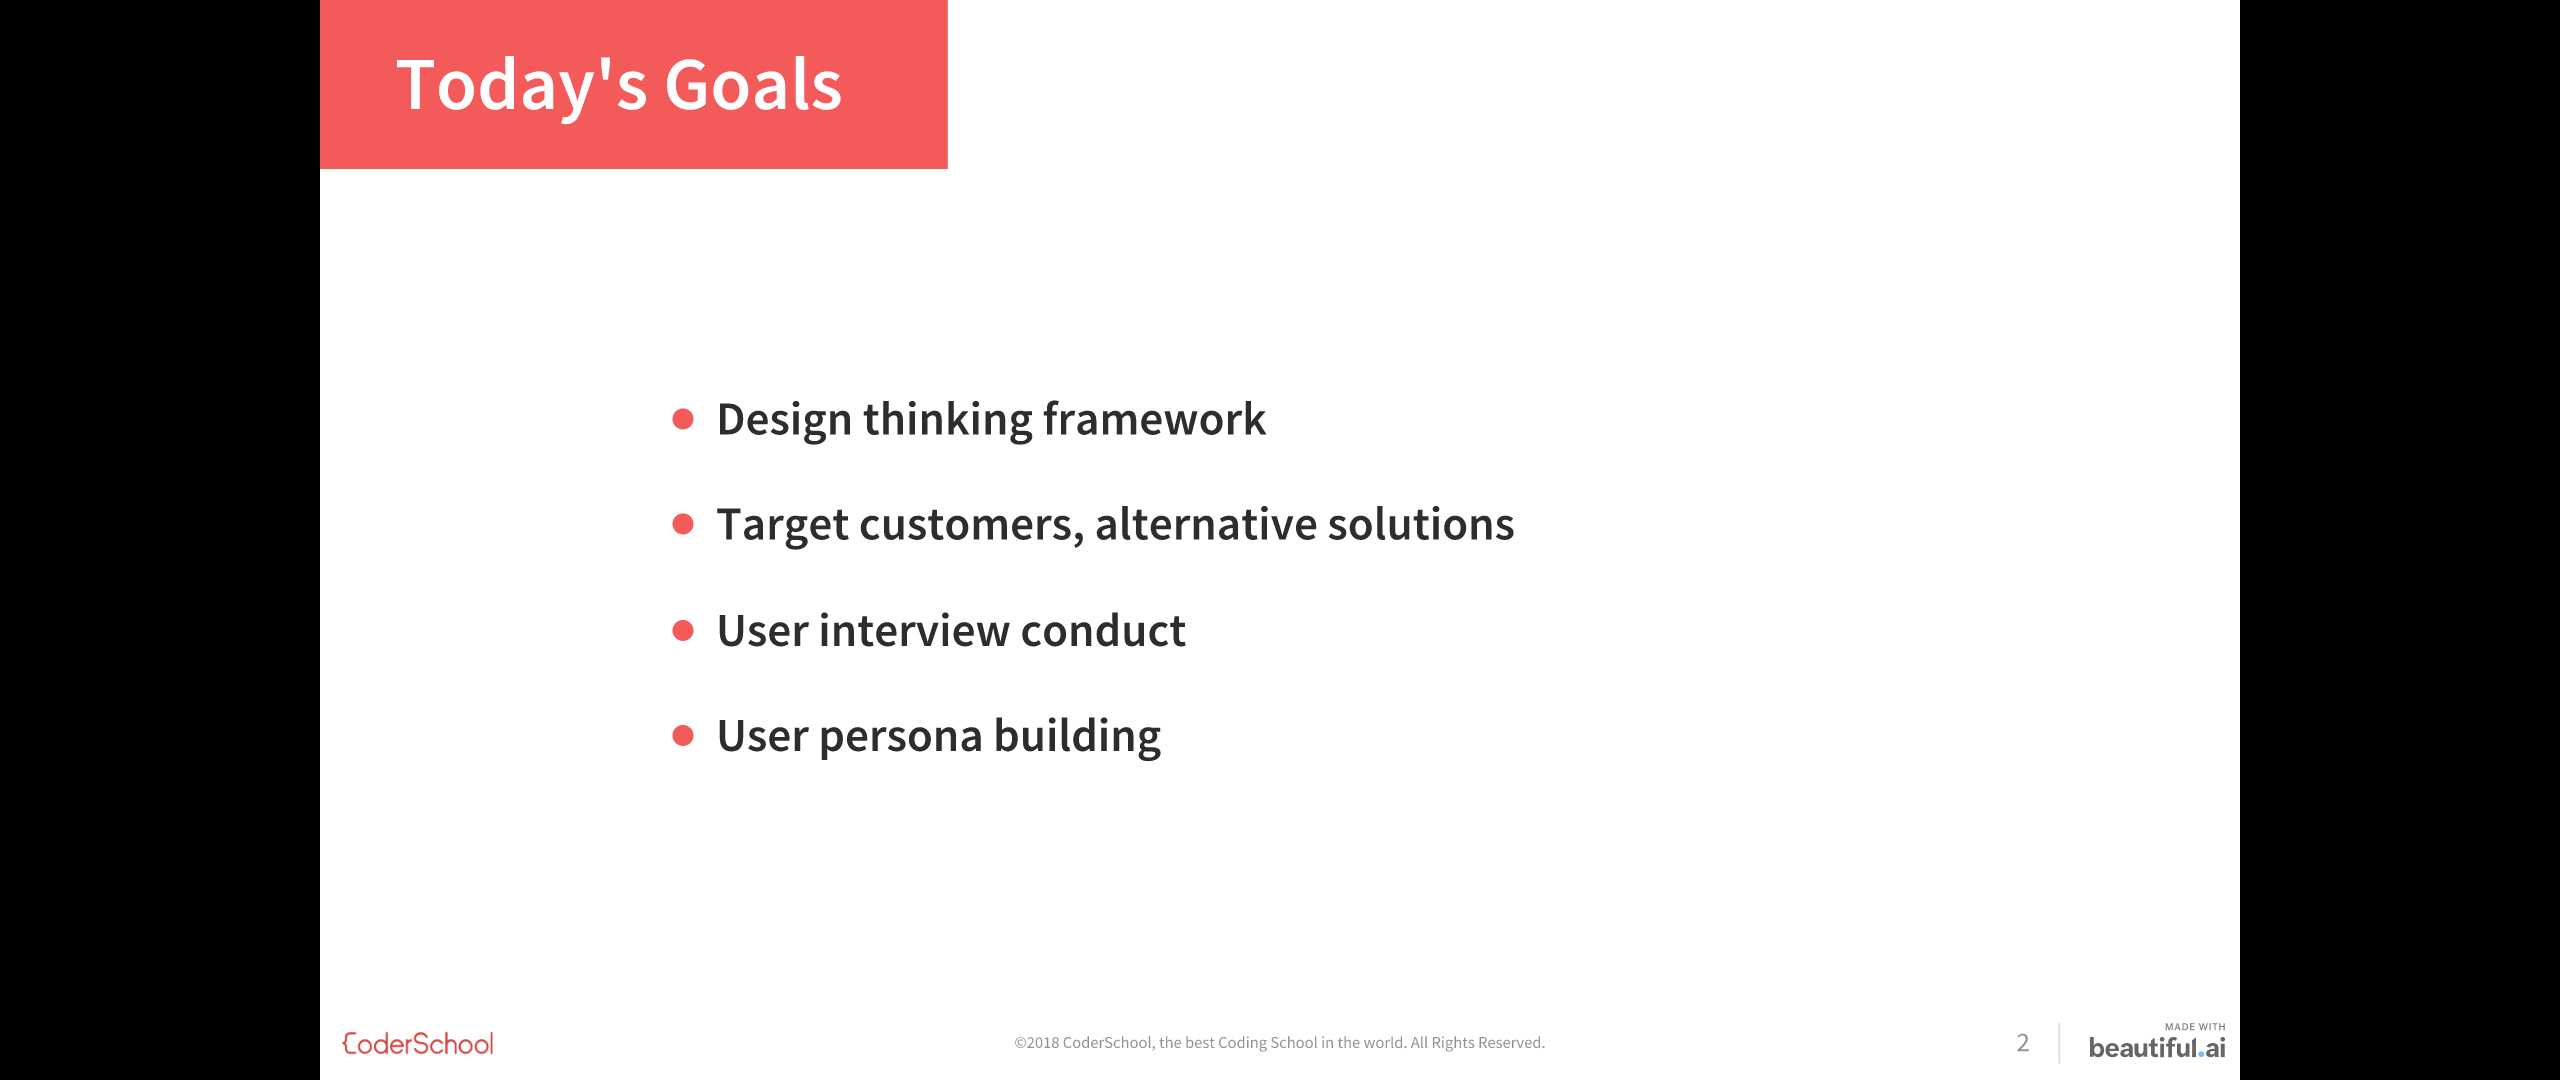 Today's Goals
Design thinking framework
Target customers, alternative solutions
User interview conduct
User persona building
CoderSchool
©2018 CoderSchool, the best Coding School in the world. All Rights Reserved.
2
MADE WITH
beautiful.ai